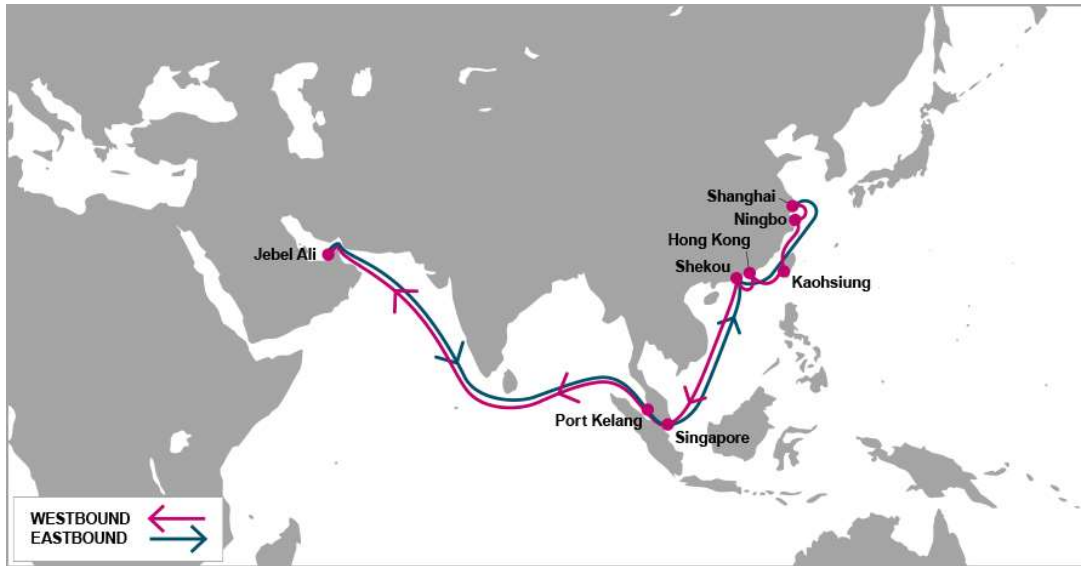 Shanghai
Ningbo
Hong Kong
Jebel Ali
Shekou
Kaohsiung
Port Kelang
Singapore
WESTBOUND
EASTBOUND